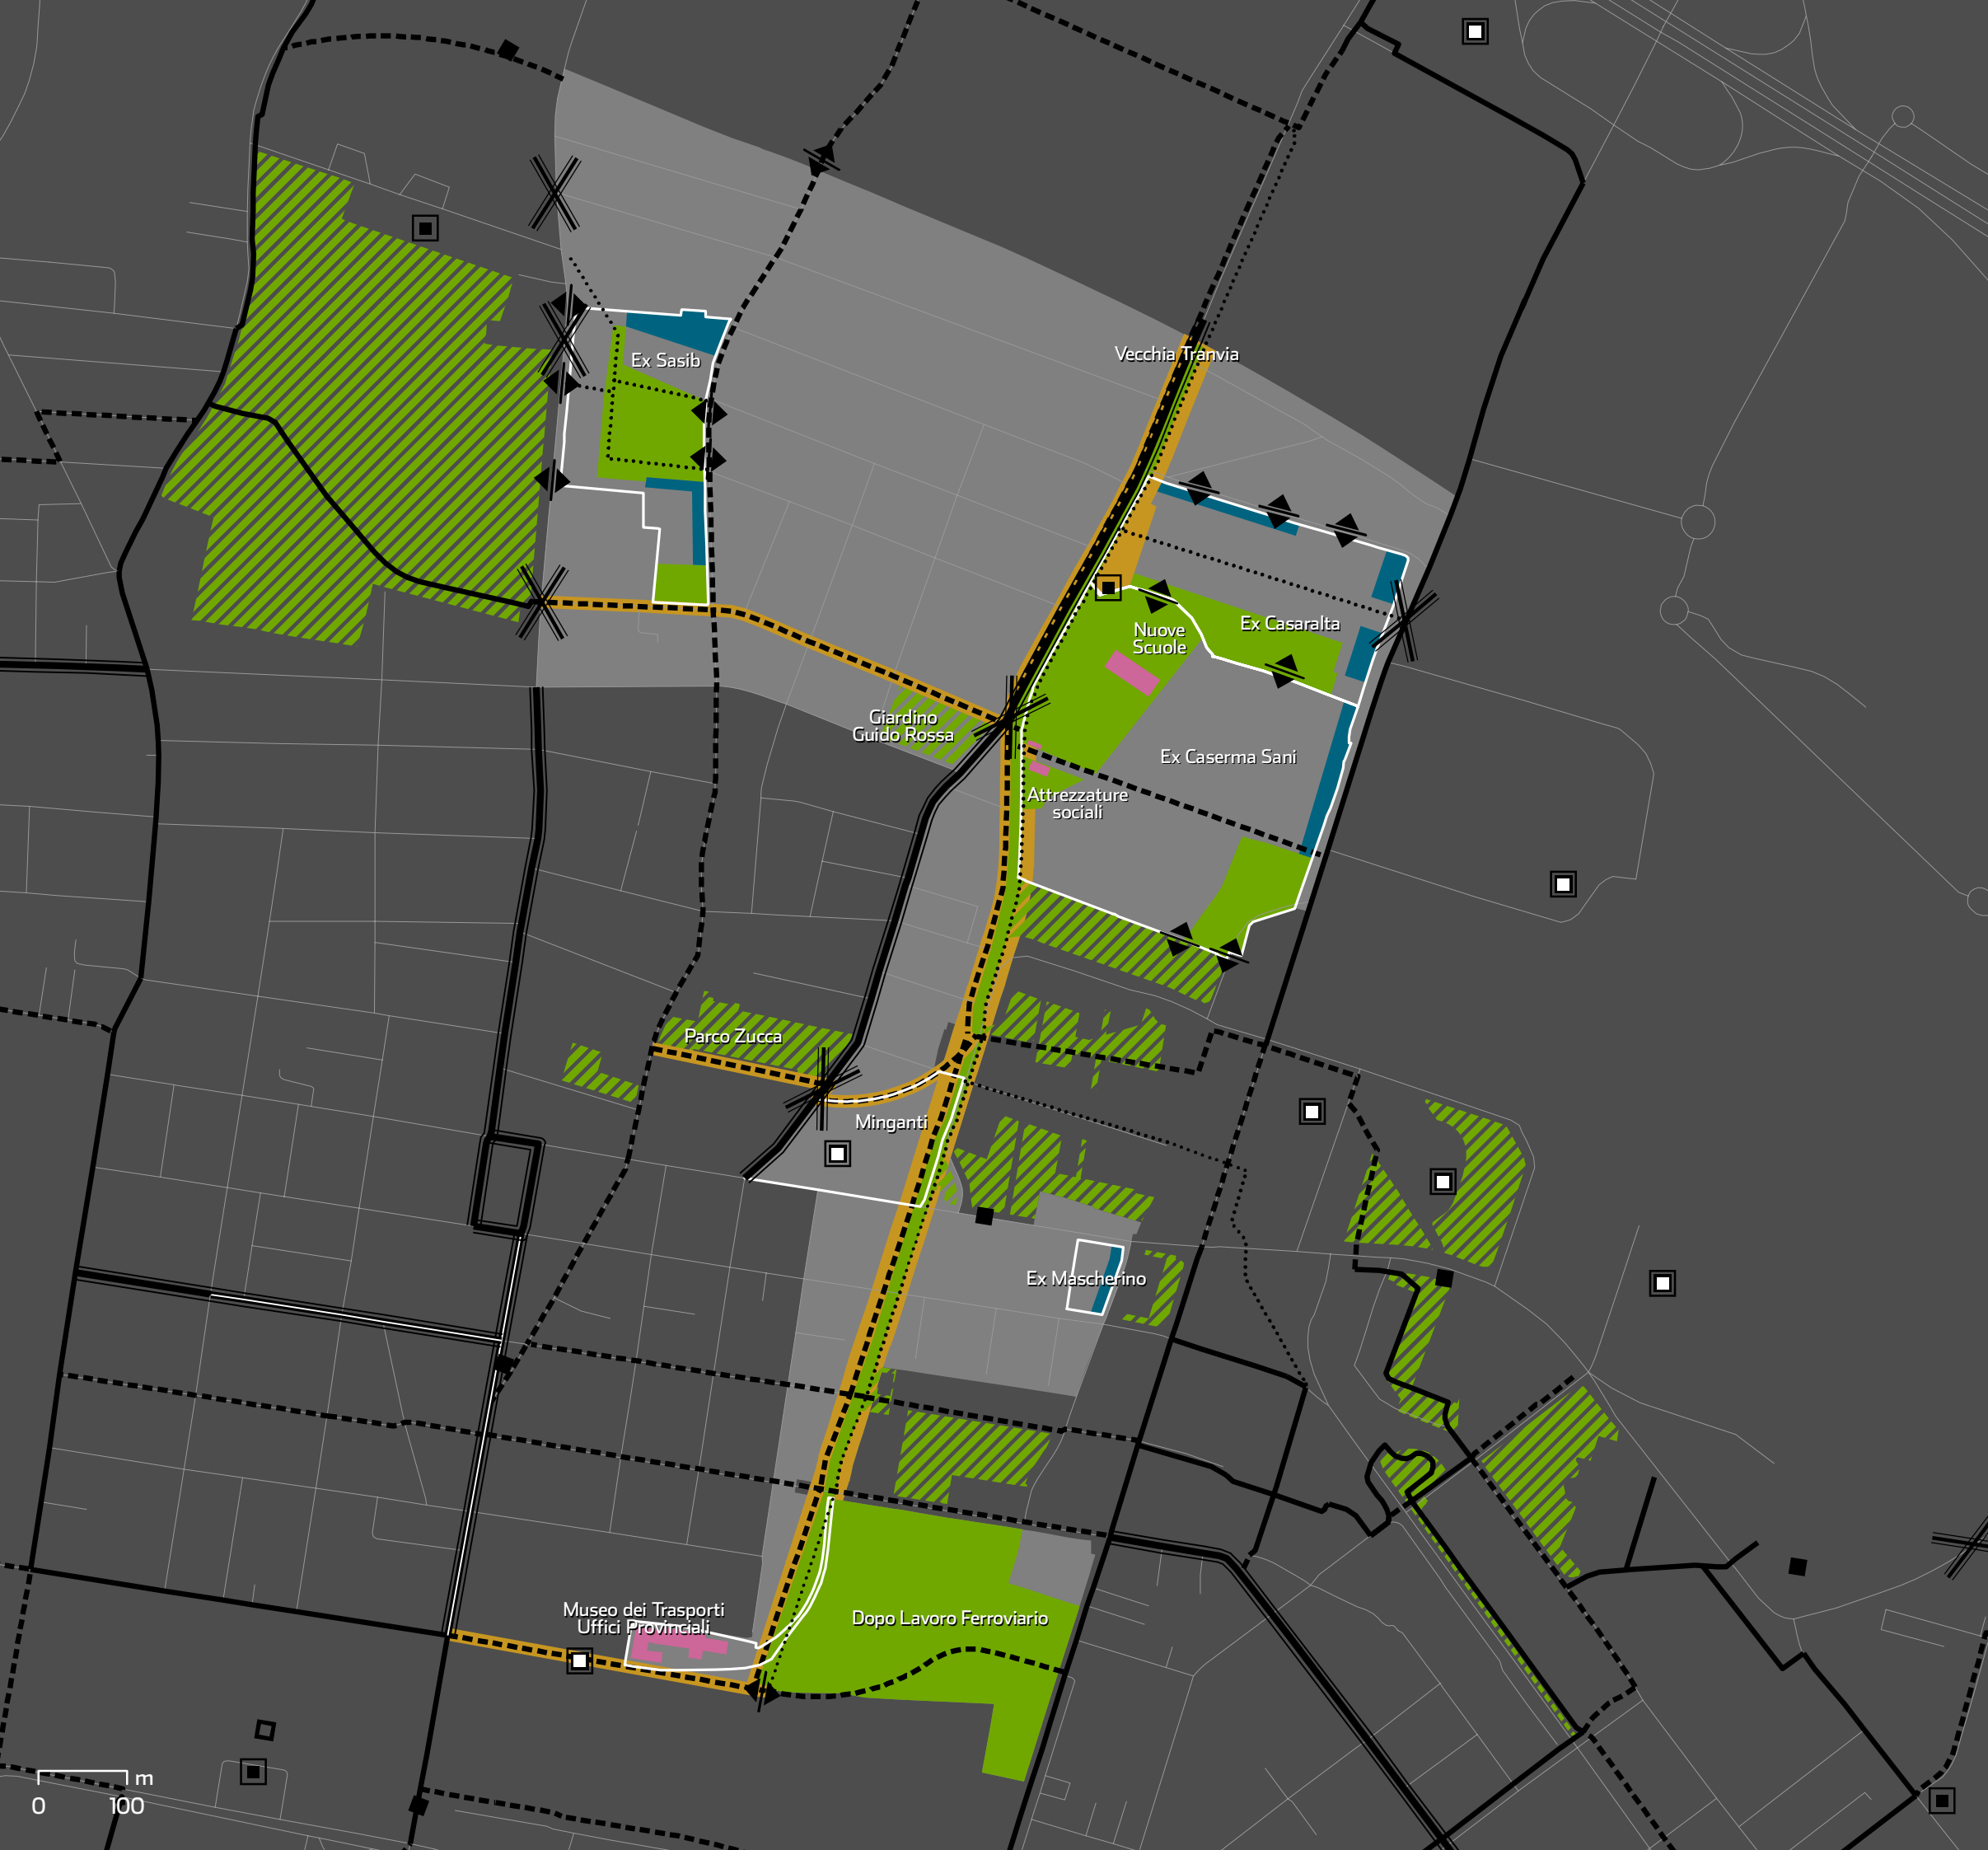 Vecchia Tranvia
Ex Sasib
Nuove
Scuole
Ex Casaralta
Giardino
Guido Rossa
Ex Caserma Sani
Attrezzature
sociali
Parco Zucca
Minganti
Ex Mascherino
Museo dei Trasporti
Uffici Provinciali
Dopo Lavoro Ferroviario
m
0 100